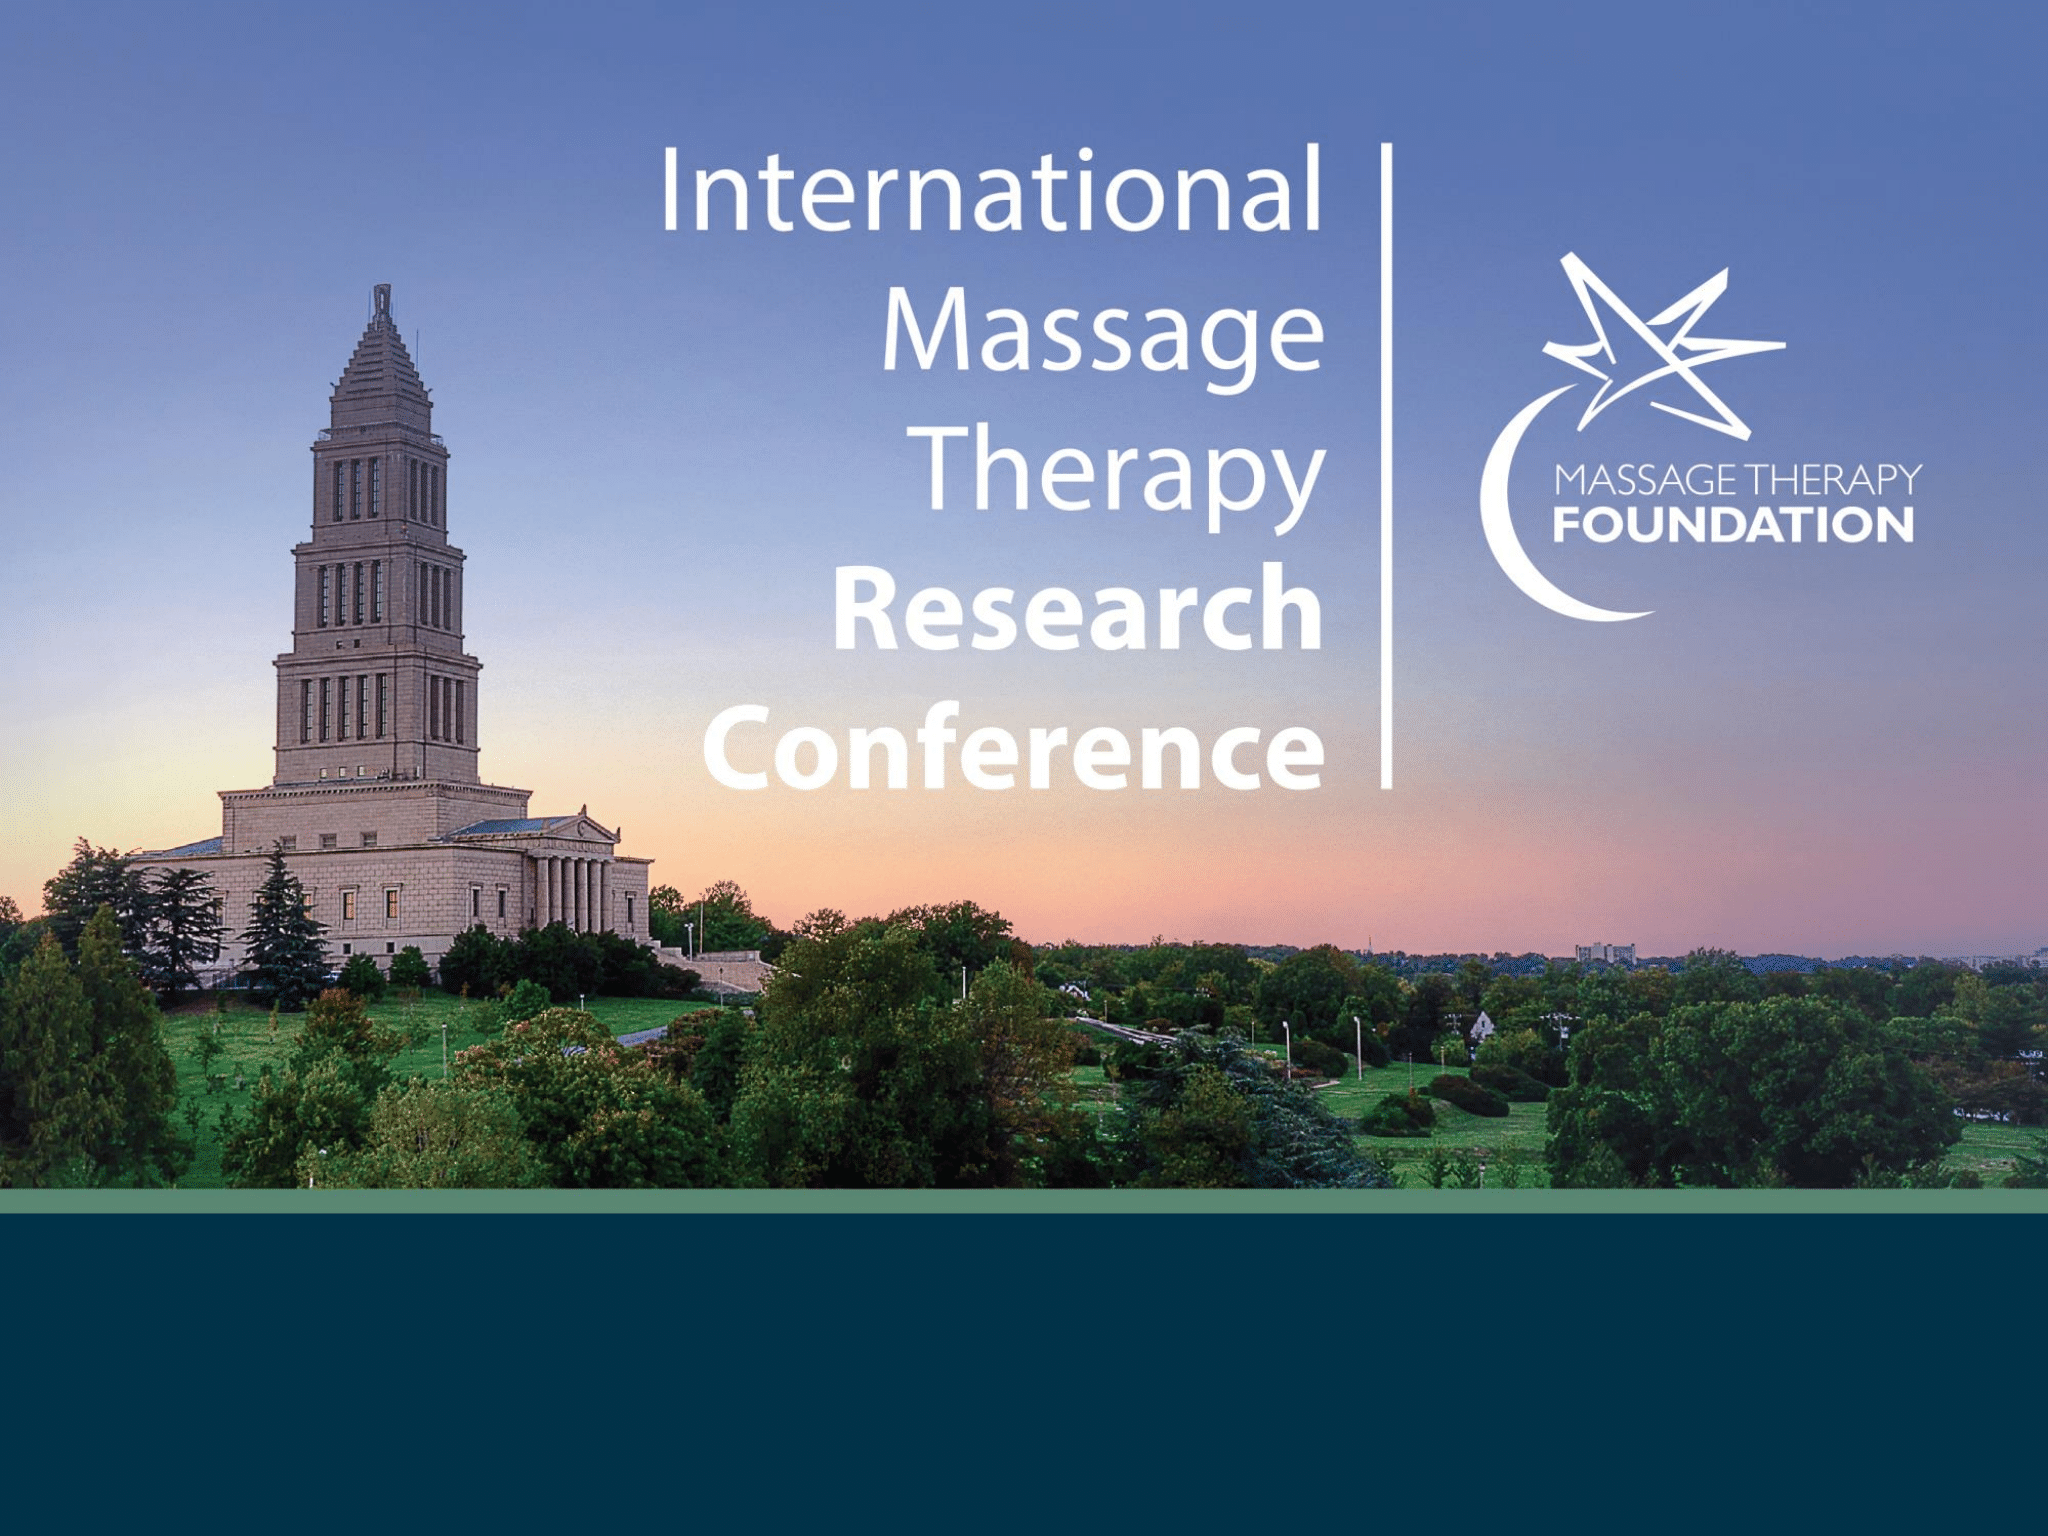 International
Massage
Therapy
Research
Conference
MASSAGE THERAPY
FOUNDATION